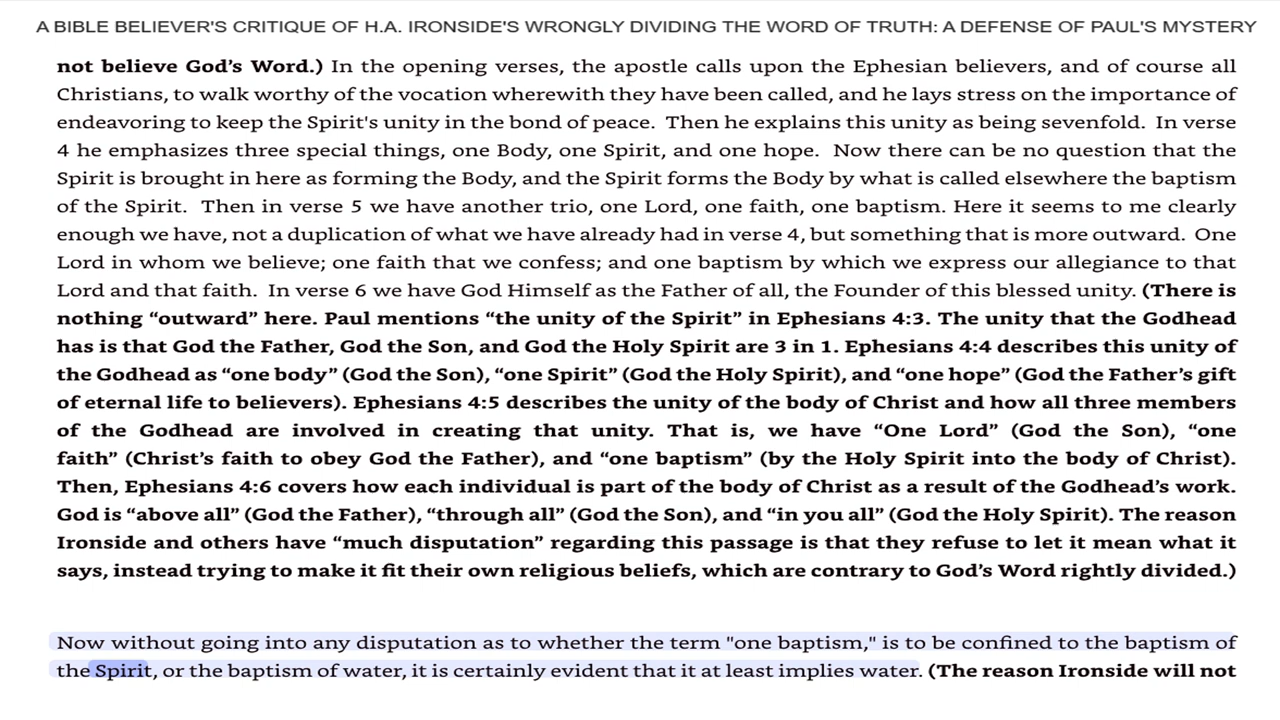 A BIBLE BELIEVER'S CRITIQUE OF H.A. IRONSIDE'S WRONGLY DIVIDING THE WORD OF TRUTH: A DEFENSE OF PAUL'S MYSTERY
not believe God’s Word.) In the opening verses, the apostle calls upon the Ephesian believers, and of course all
Christians, to walk worthy of the vocation wherewith they have been called, and he lays stress on the importance of
endeavoring to keep the Spirit's unity in the bond of peace.  Then he explains this unity as being sevenfold.  In verse
4 he emphasizes three special things, one Body, one Spirit, and one hope.  Now there can be no question that the
Spirit is brought in here as forming the Body, and the Spirit forms the Body by what is called elsewhere the baptism
of the Spirit.  Then in verse 5 we have another trio, one Lord, one faith, one baptism. Here it seems to me clearly
enough we have, not a duplication of what we have already had in verse 4, but something that is more outward.  One
Lord in whom we believe; one faith that we confess; and one baptism by which we express our allegiance to that
Lord and that faith.  In verse 6 we have God Himself as the Father of all, the Founder of this blessed unity. (There is
nothing “outward” here. Paul mentions “the unity of the Spirit” in Ephesians 4:3. The unity that the Godhead
has is that God the Father, God the Son, and God the Holy Spirit are 3 in 1. Ephesians 4:4 describes this unity of
the Godhead as “one body” (God the Son), “one Spirit” (God the Holy Spirit), and “one hope” (God the Father’s gift
of eternal life to believers). Ephesians 4:5 describes the unity of the body of Christ and how all three members
of the Godhead are involved in creating that unity. That is, we have “One Lord” (God the Son), “one
faith” (Christ’s faith to obey God the Father), and “one baptism” (by the Holy Spirit into the body of Christ).
Then, Ephesians 4:6 covers how each individual is part of the body of Christ as a result of the Godhead’s work.
God is “above all” (God the Father), “through all” (God the Son), and “in you all” (God the Holy Spirit). The reason
Ironside and others have “much disputation” regarding this passage is that they refuse to let it mean what it
says, instead trying to make it fit their own religious beliefs, which are contrary to God’s Word rightly divided.)
Now without going into any disputation as to whether the term "one baptism," is to be confined to the baptism of
the Spirit, or the baptism of water, it is certainly evident that it at least implies water. (The reason Ironside will not